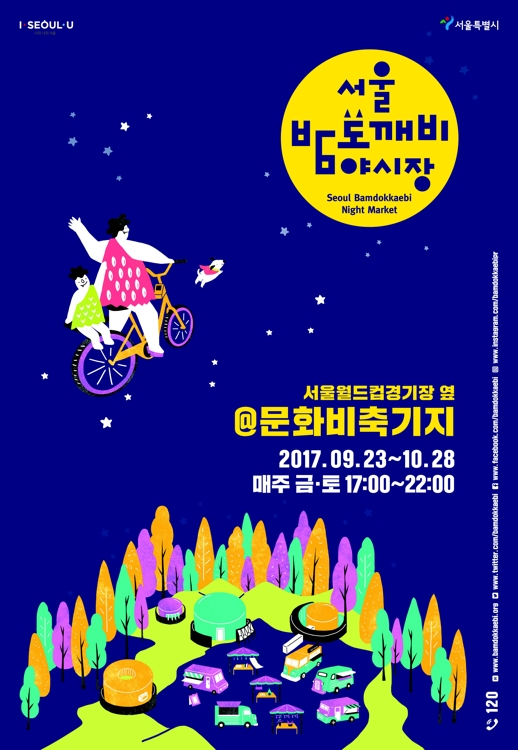 I·SEOUL·U
서울특별시
서울
밤도깨비
야시장
Seoul Bamdokkaebi
Night Market
서울월드컵경기장 옆
@문화비축기지
2017. 09. 23~10. 28
매주 금·토 17:00~22:00
120 www.bamdokkaebi.org www.twitter.com/bamdokkaebi www.facebook.com/bamdokkaebi www.instagram.com/bamdokkaebipr